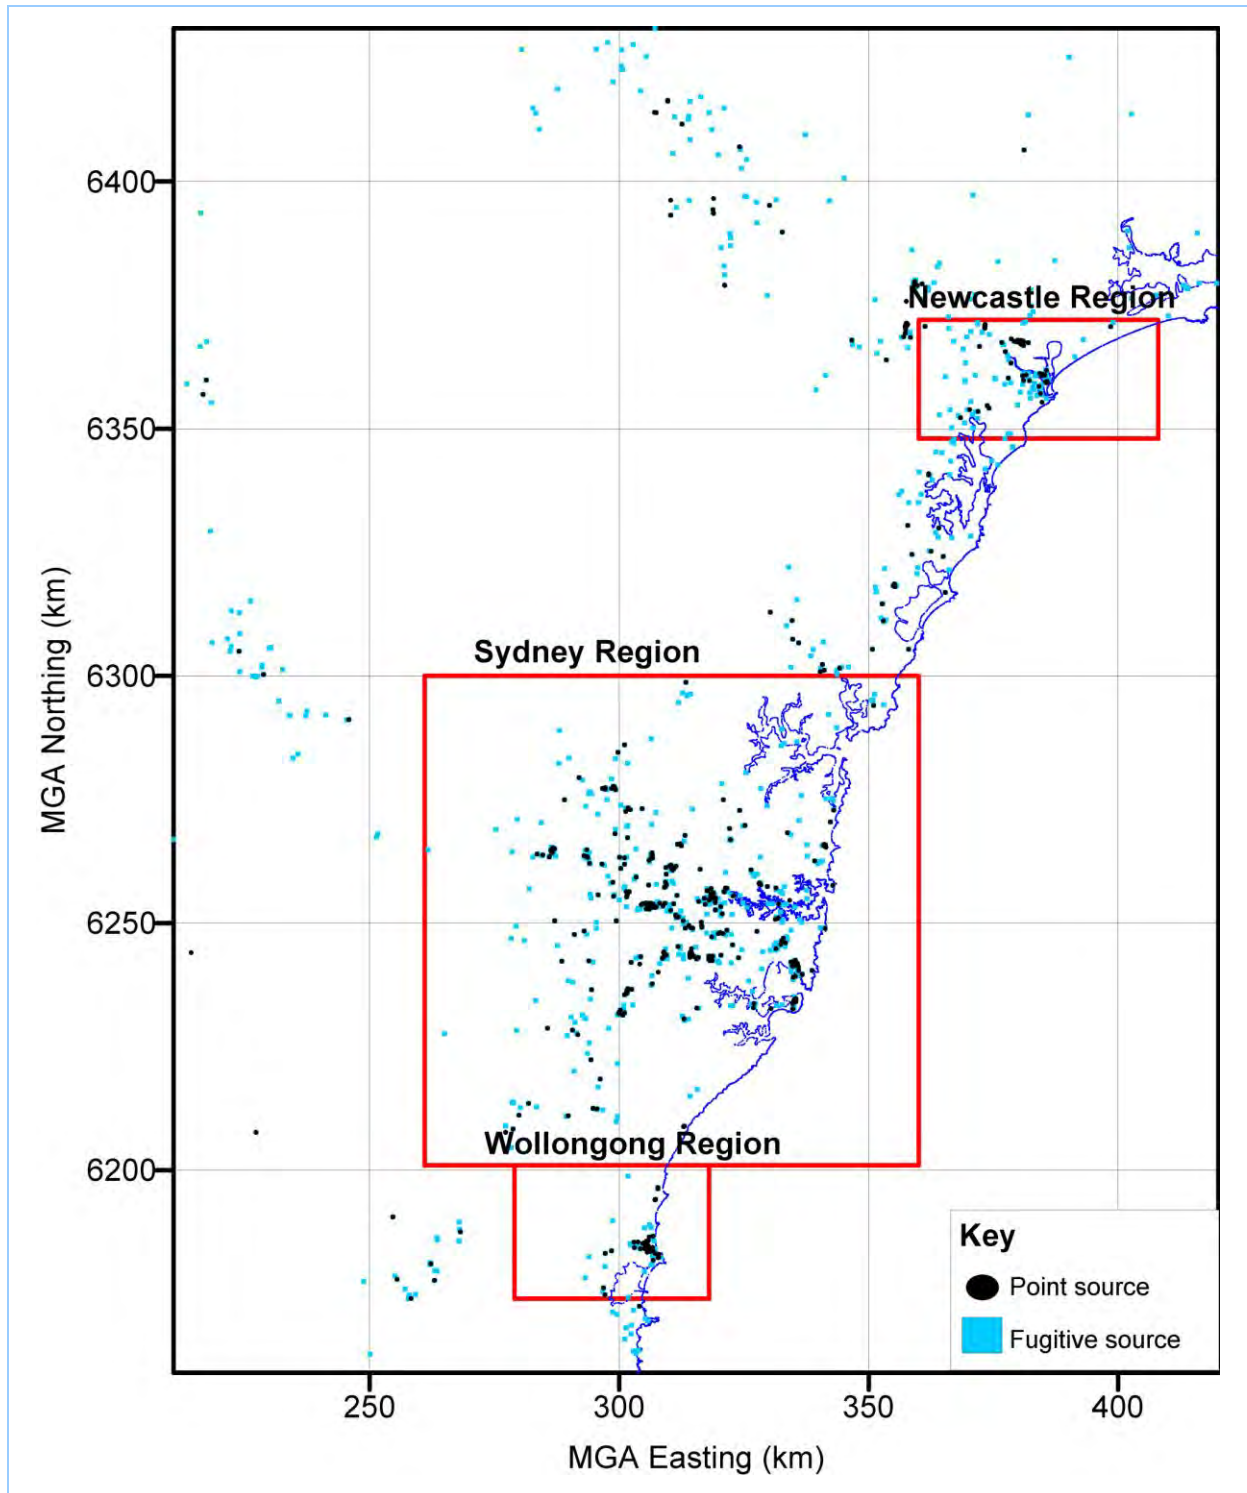 6400
Newcastle Region
6350
Sydney Region
6300
MGA Northing (km)
6250
Wollongong Region
6200
Key
Point source
Fugitive source
250
300
350
400
MGA Easting (km)